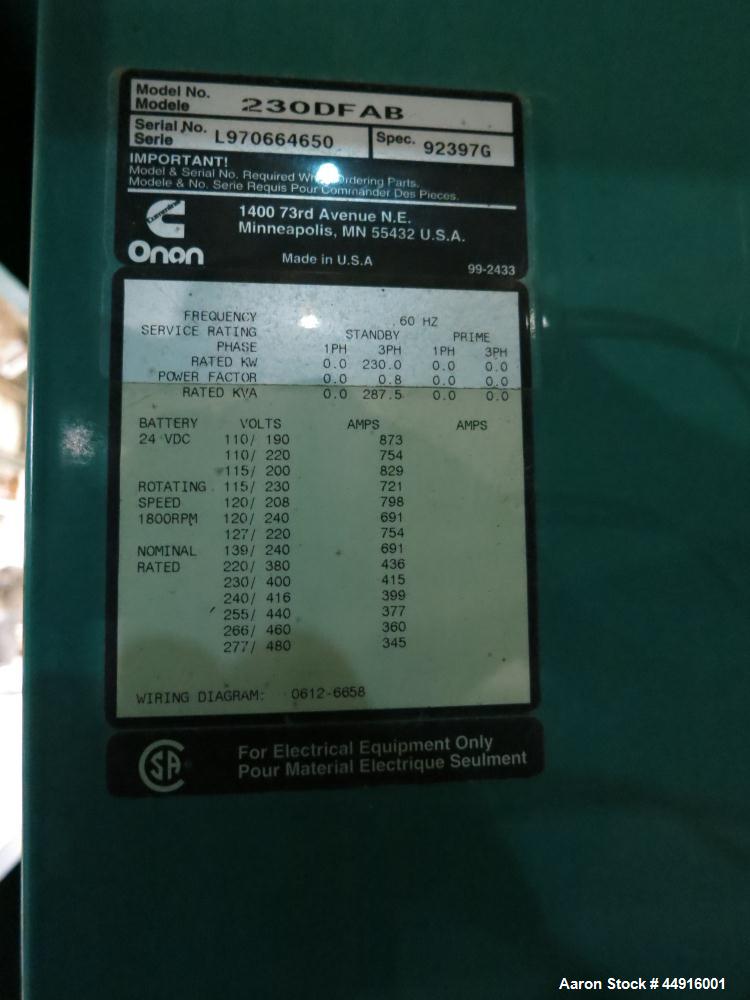 Model No.
Modele 230DFAB
Serial No.
Serie L970664650 Spec. 92397G
IMPORTANT!
Model & Serial No. Required Ordering Parts.
Modele & No. Serie Requis Pour Commander Des Pieces.
Cummins
Onan
1400 73rd Avenue N.E.
Minneapolis, MN 55432 U.S.A.
Made in U.S.A 99-2433
FREQUENCY 60 HZ
SERVICE RATING STANDBY PRIME
PHASE 1PH 3PH 1PH 3PH
RATED KW 0.0 230.0 0.0 0.0
POWER FACTOR 0.0 0.8 0.0 0.0
RATED KVA 0.0 287.5 0.0 0.0
BATTERY VOLTS AMPS AMPS
24 VDC 110/ 190 873
110/ 220 754
115/ 200 829
ROTATING 115/ 230 721
SPEED 120/ 208 798
1800RPM 120/ 240 691
127/ 220 754
NOMINAL 139/ 240 691
RATED 220/ 380 436
230/ 400 415
240/ 416 399
255/ 440 377
266/ 460 360
277/ 480 345
WIRING DIAGRAM: 0612-6658
SA
For Electrical Equipment Only
Pour Material Electrique Seulment
Aaron Stock # 44916001